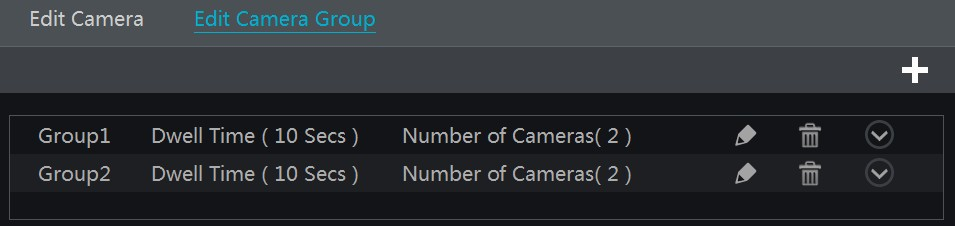 Edit Camera Edit Camera Group
Group1 Dwell Time ( 10 Secs ) Number of Cameras( 2 )
Group2 Dwell Time ( 10 Secs ) Number of Cameras( 2 )